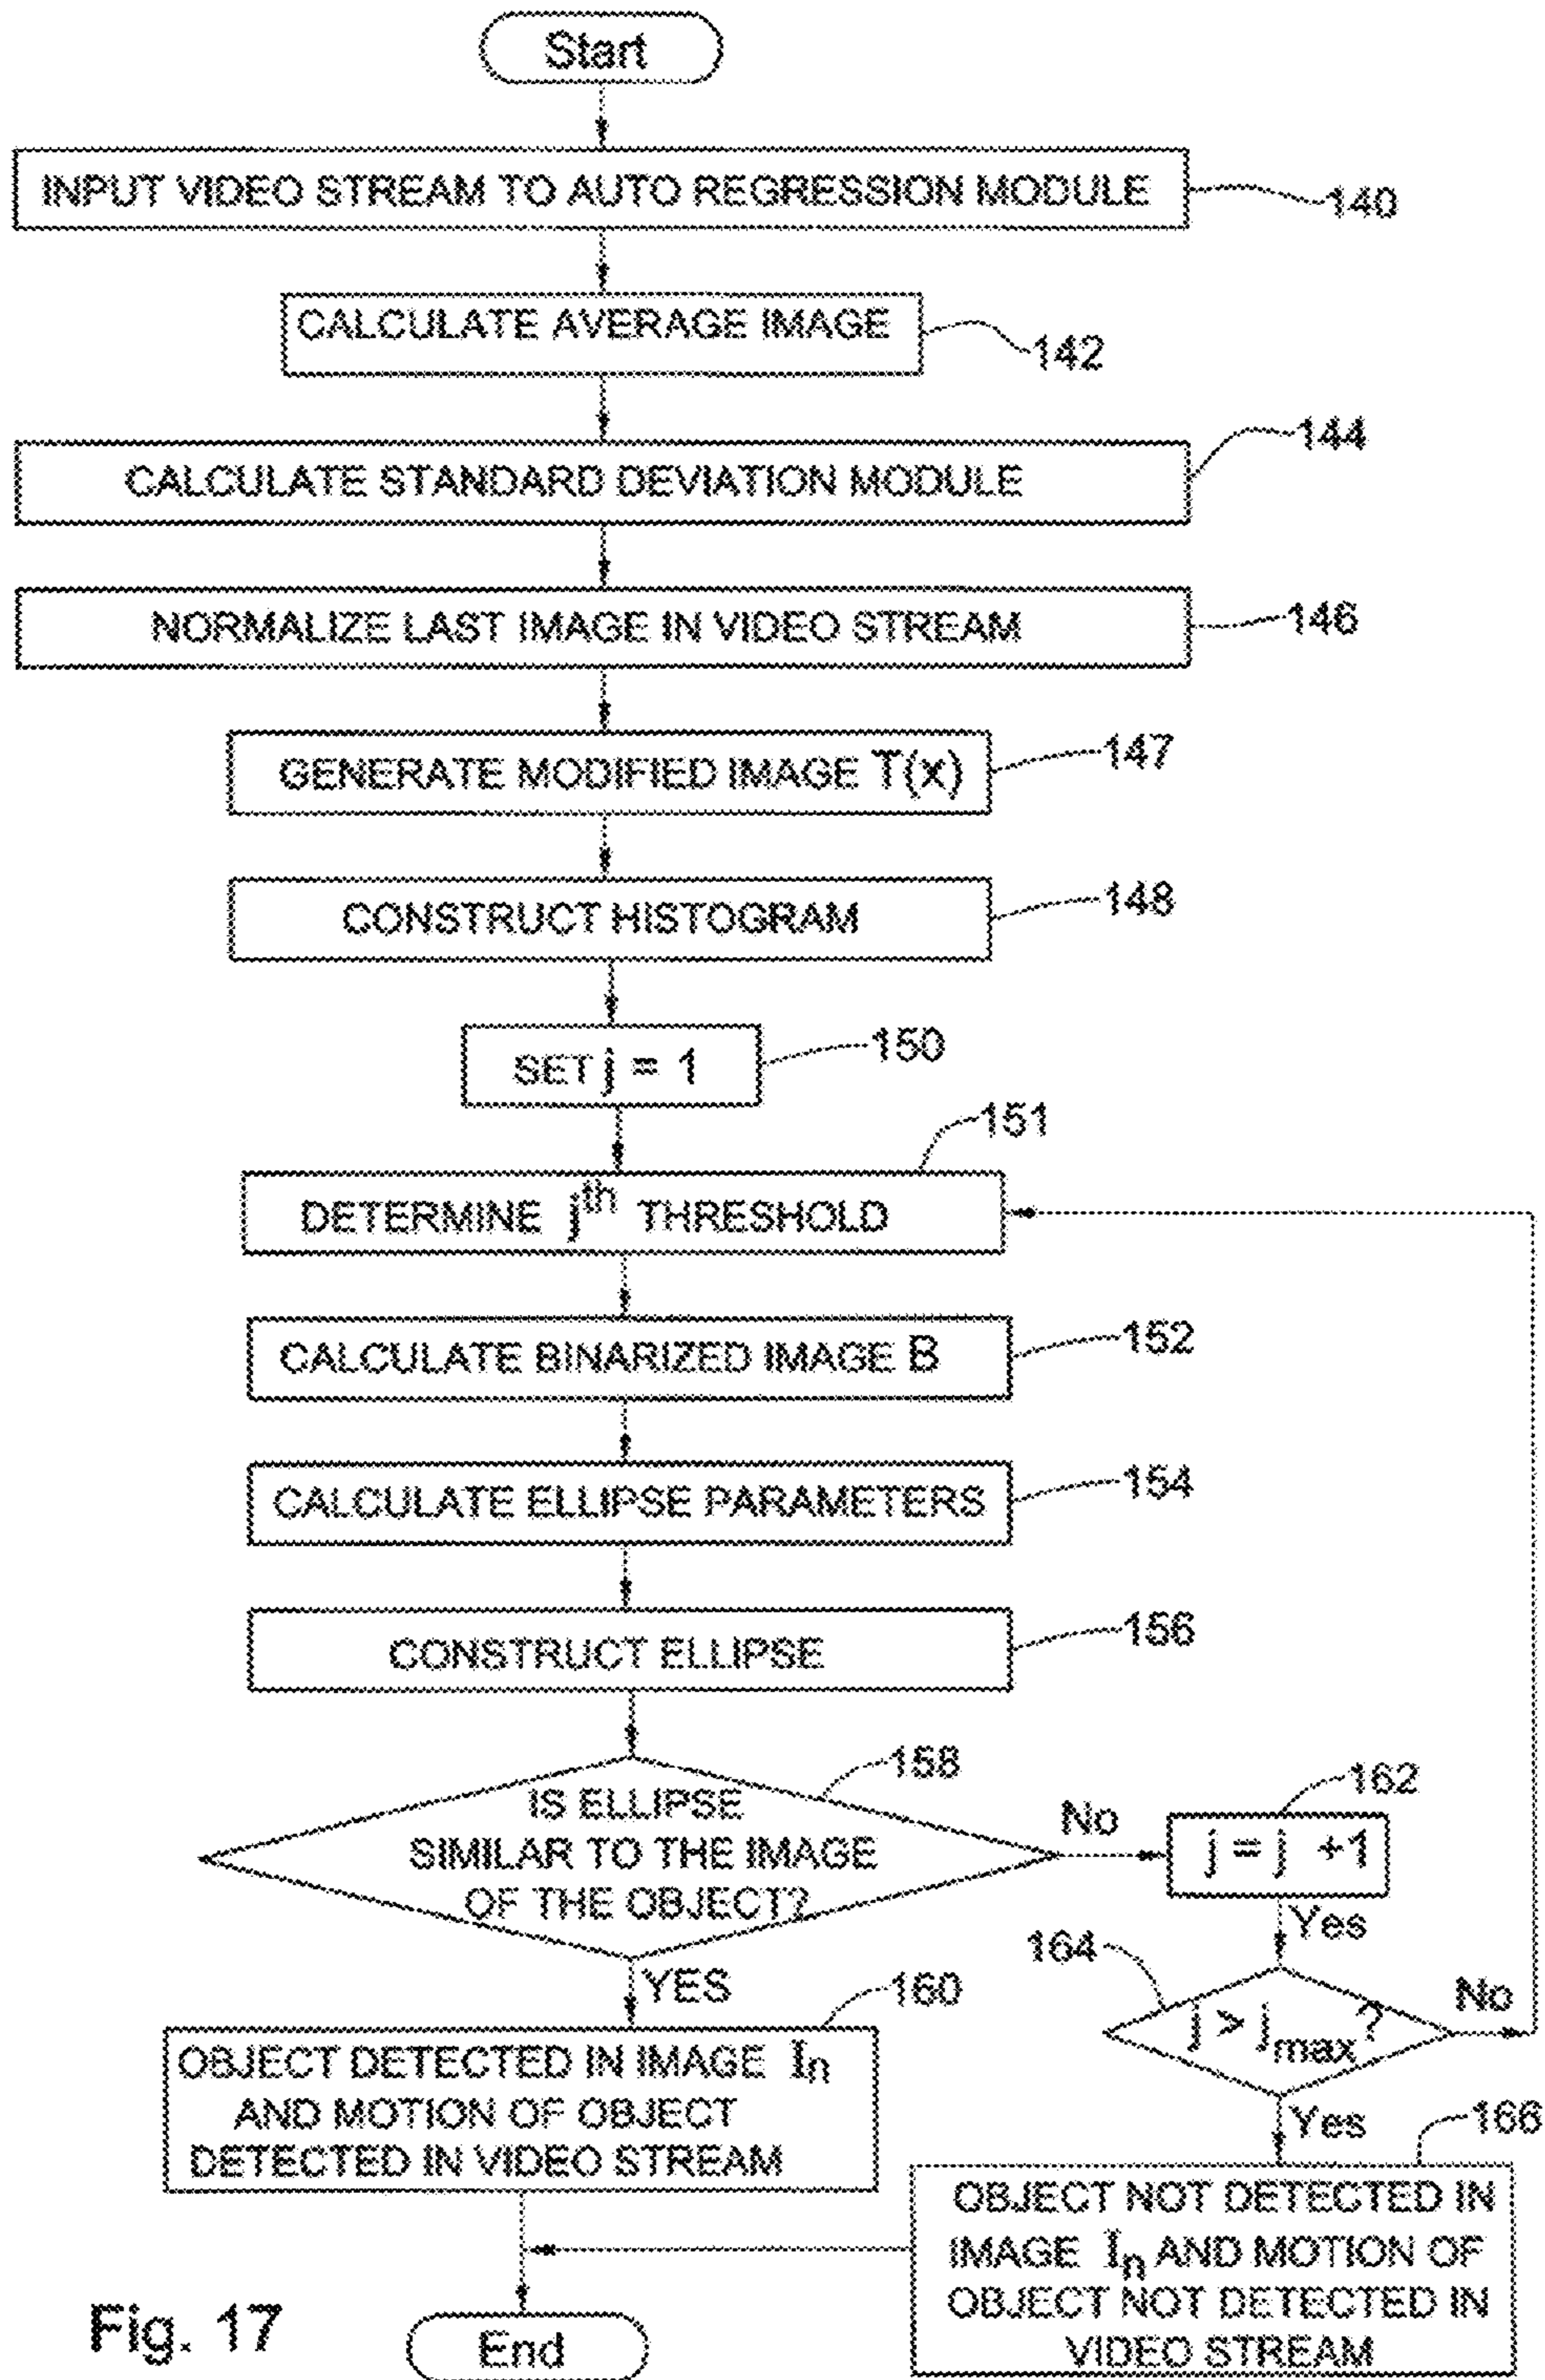 Start
INPUT VIDEO STREAM TO AUTO REGRESSION MODULE
140
CALCULATE AVERAGE IMAGE
142
144
CALCULATE STANDARD DEVIATION MODULE
NORMALIZE LAST IMAGE IN VIDEO STREAM
146
GENERATE MODIFIED IMAGE T(x)
147
CONSTRUCT HISTOGRAM
148
SET j = 1
150
151
DETERMINE jth THRESHOLD
CALCULATE BINARIZED IMAGE B
152
CALCULATE ELLIPSE PARAMETERS
154
CONSTRUCT ELLIPSE
156
158
IS ELLIPSE
SIMILAR TO THE IMAGE
OF THE OBJECT?
No
162
j = j +1
Yes
164
j > jmax ?
No
YES
160
OBJECT DETECTED IN IMAGE In
AND MOTION OF OBJECT
DETECTED IN VIDEO STREAM
Yes
166
OBJECT NOT DETECTED IN
IMAGE In AND MOTION OF
OBJECT NOT DETECTED IN
VIDEO STREAM
Fig. 17
End